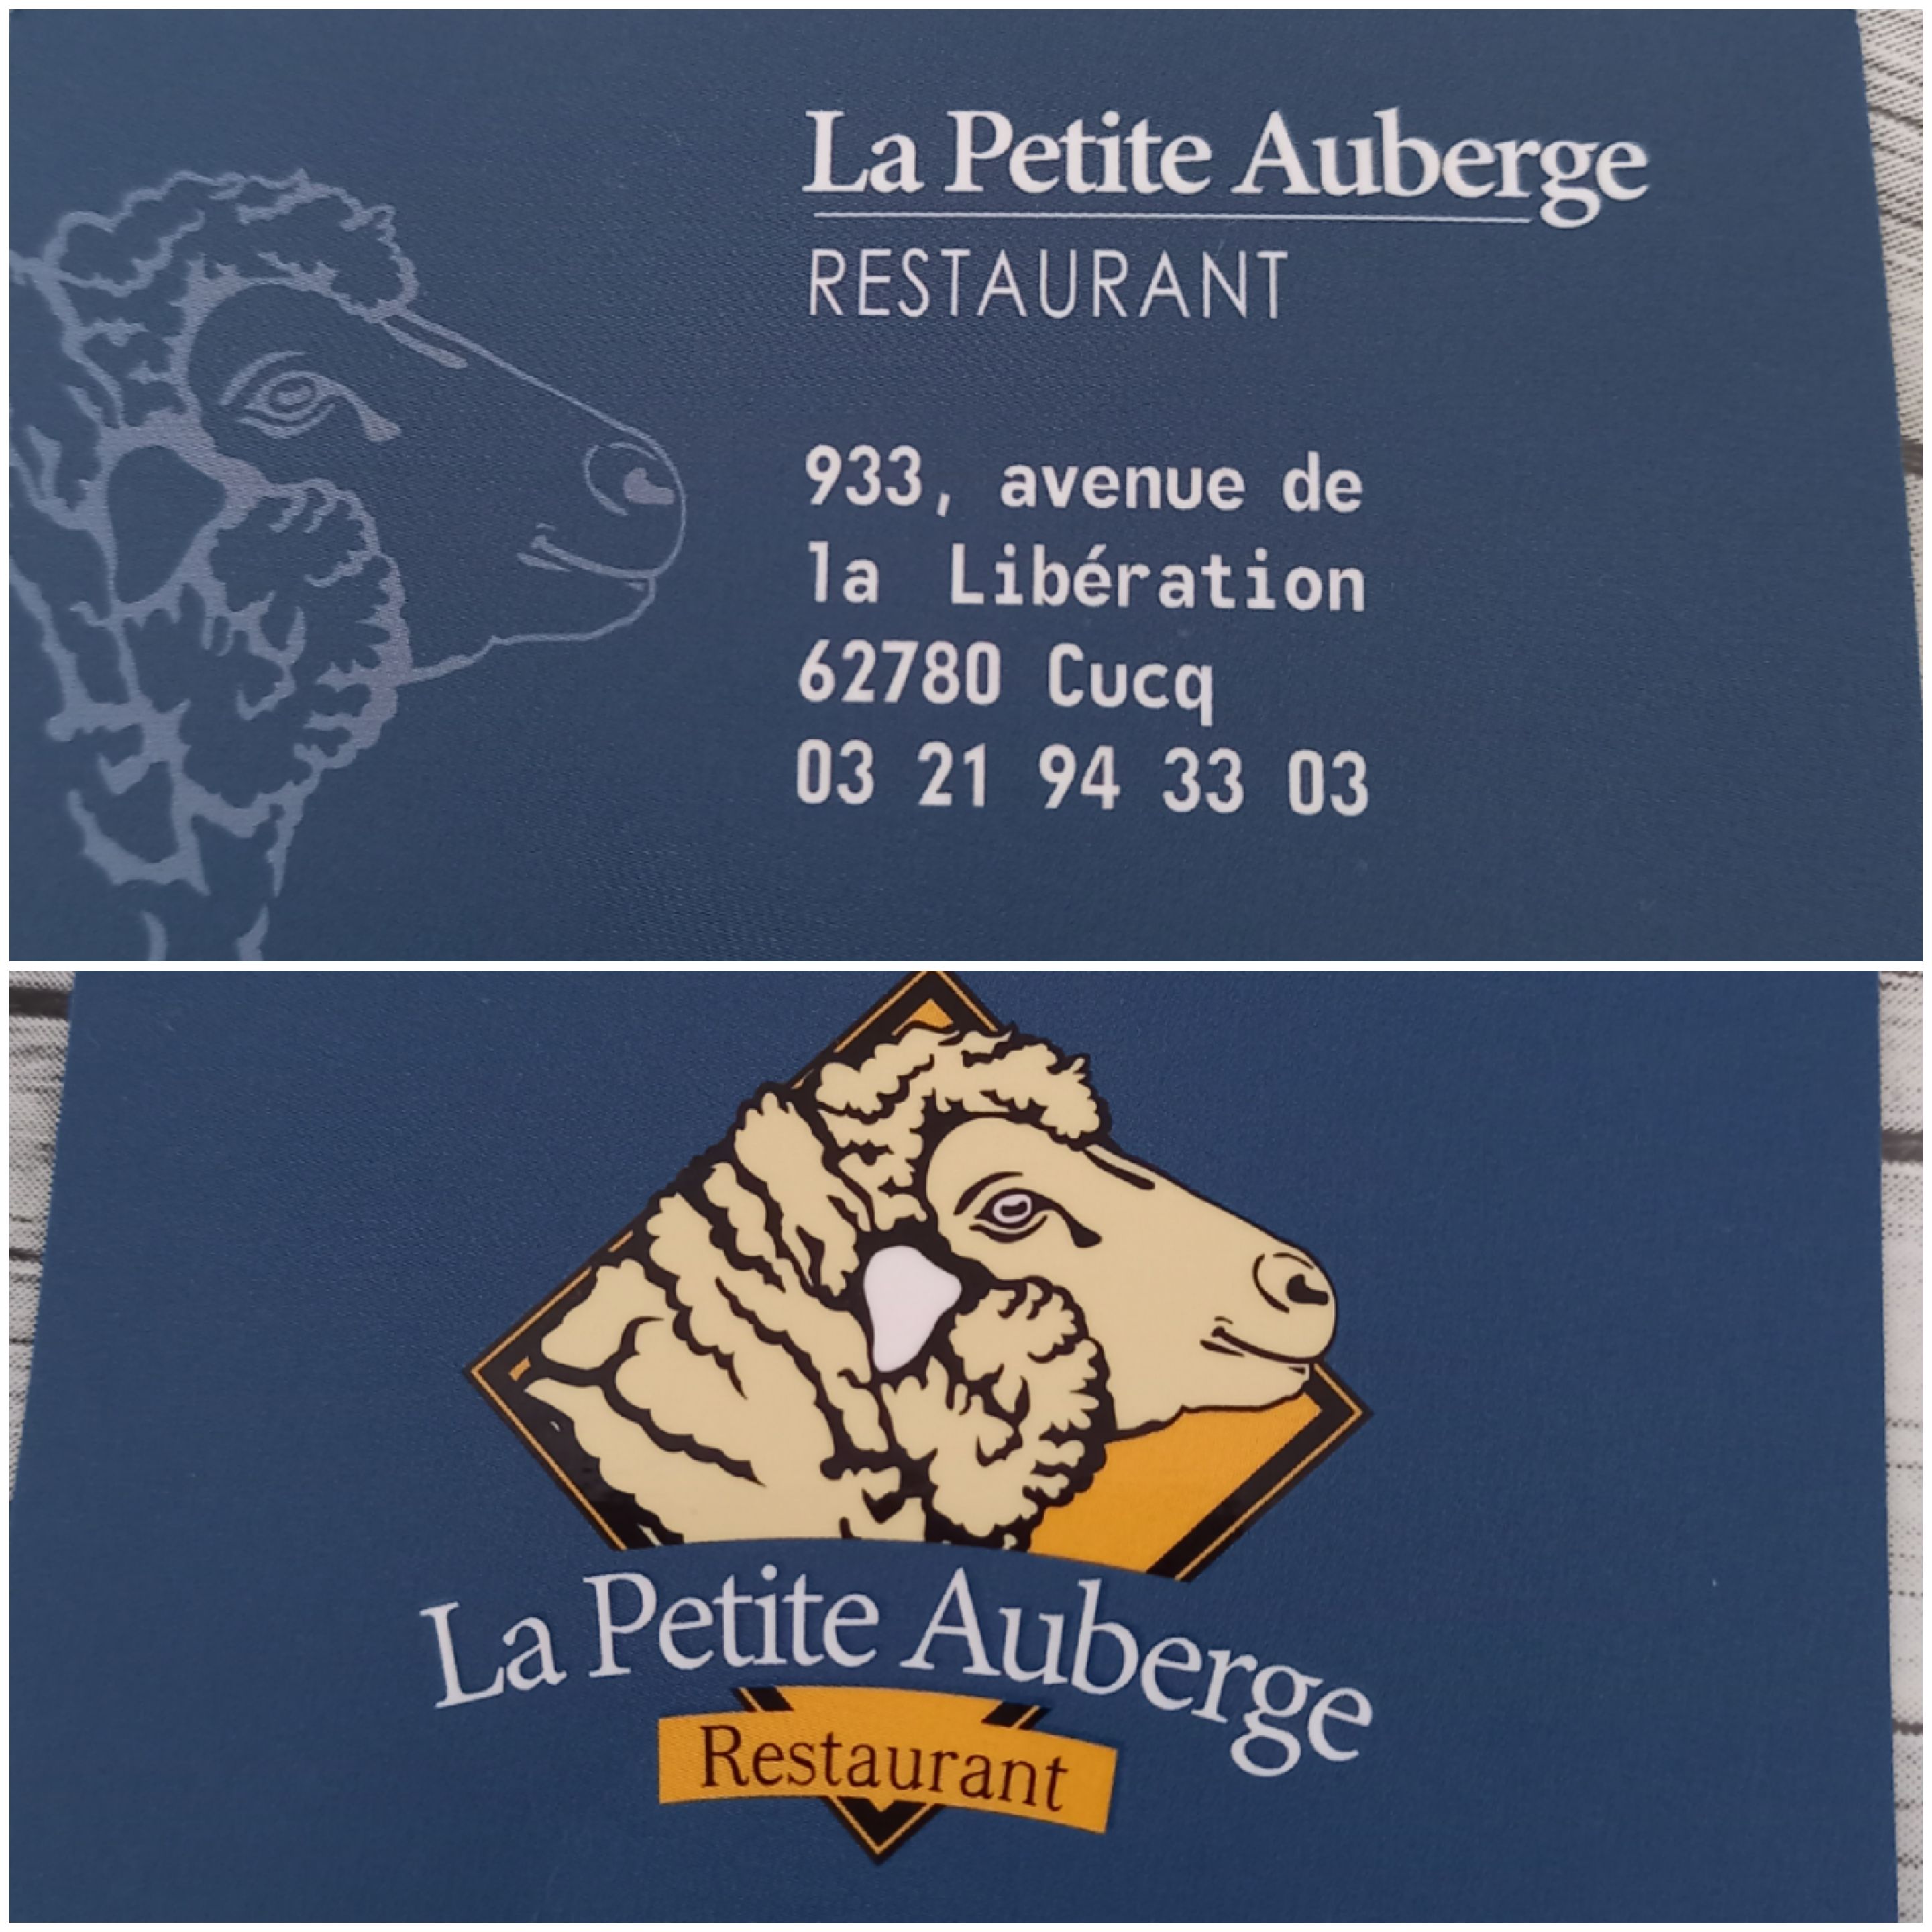 La Petite Auberge
RESTAURANT
933, avenue de
la Libération
62780 Cucq
03 21 94 33 03
La Petite Auberge
Restaurant